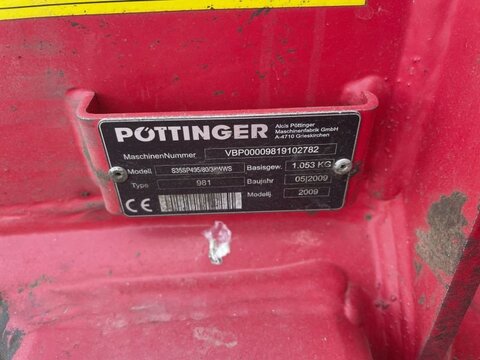 PÖTTINGER
Alois Pöttinger
Maschinenfabrik GmbH
A-4710 Grieskirchen
MaschinenNummer VBP00009819102782
Modell Basisgew. 1.053 KG
Type 981 Baujahr 05|2009
Modellj. 2009
CE